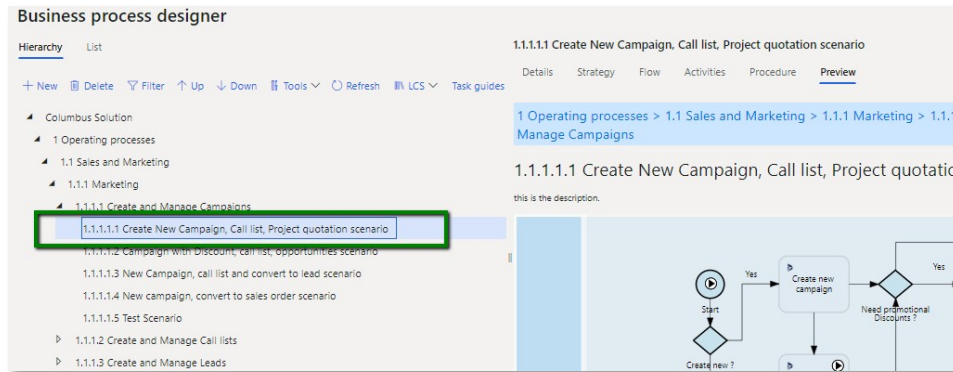 Business process designer
Hierarchy List
New Delete Filter Up Down Tools Refresh LCS Task guides
Columbus Solution
1 Operating processes
1.1 Sales and Marketing
1.1.1 Marketing
1.1.1.1 Create and Manage Campaigns
1.1.1.1.1 Create New Campaign, Call list, Project quotation scenario
1.1.1.1.2 Campaign with Discount, call list, opportunities scenario
1.1.1.1.3 New Campaign, call list and convert to lead scenario
1.1.1.1.4 New campaign, convert to sales order scenario
1.1.1.1.5 Test Scenario
1.1.1.2 Create and Manage Call lists
1.1.1.3 Create and Manage Leads
1.1.1.1.1 Create New Campaign, Call list, Project quotation scenario
Details Strategy Flow Activities Procedure Preview
1 Operating processes > 1.1 Sales and Marketing > 1.1.1 Marketing > 1.1.1
Manage Campaigns
1.1.1.1.1 Create New Campaign, Call list, Project quotatio
this is the description.
Start
Yes
Create new
campaign
Need promotional
Discounts ?
Yes
Create new ?